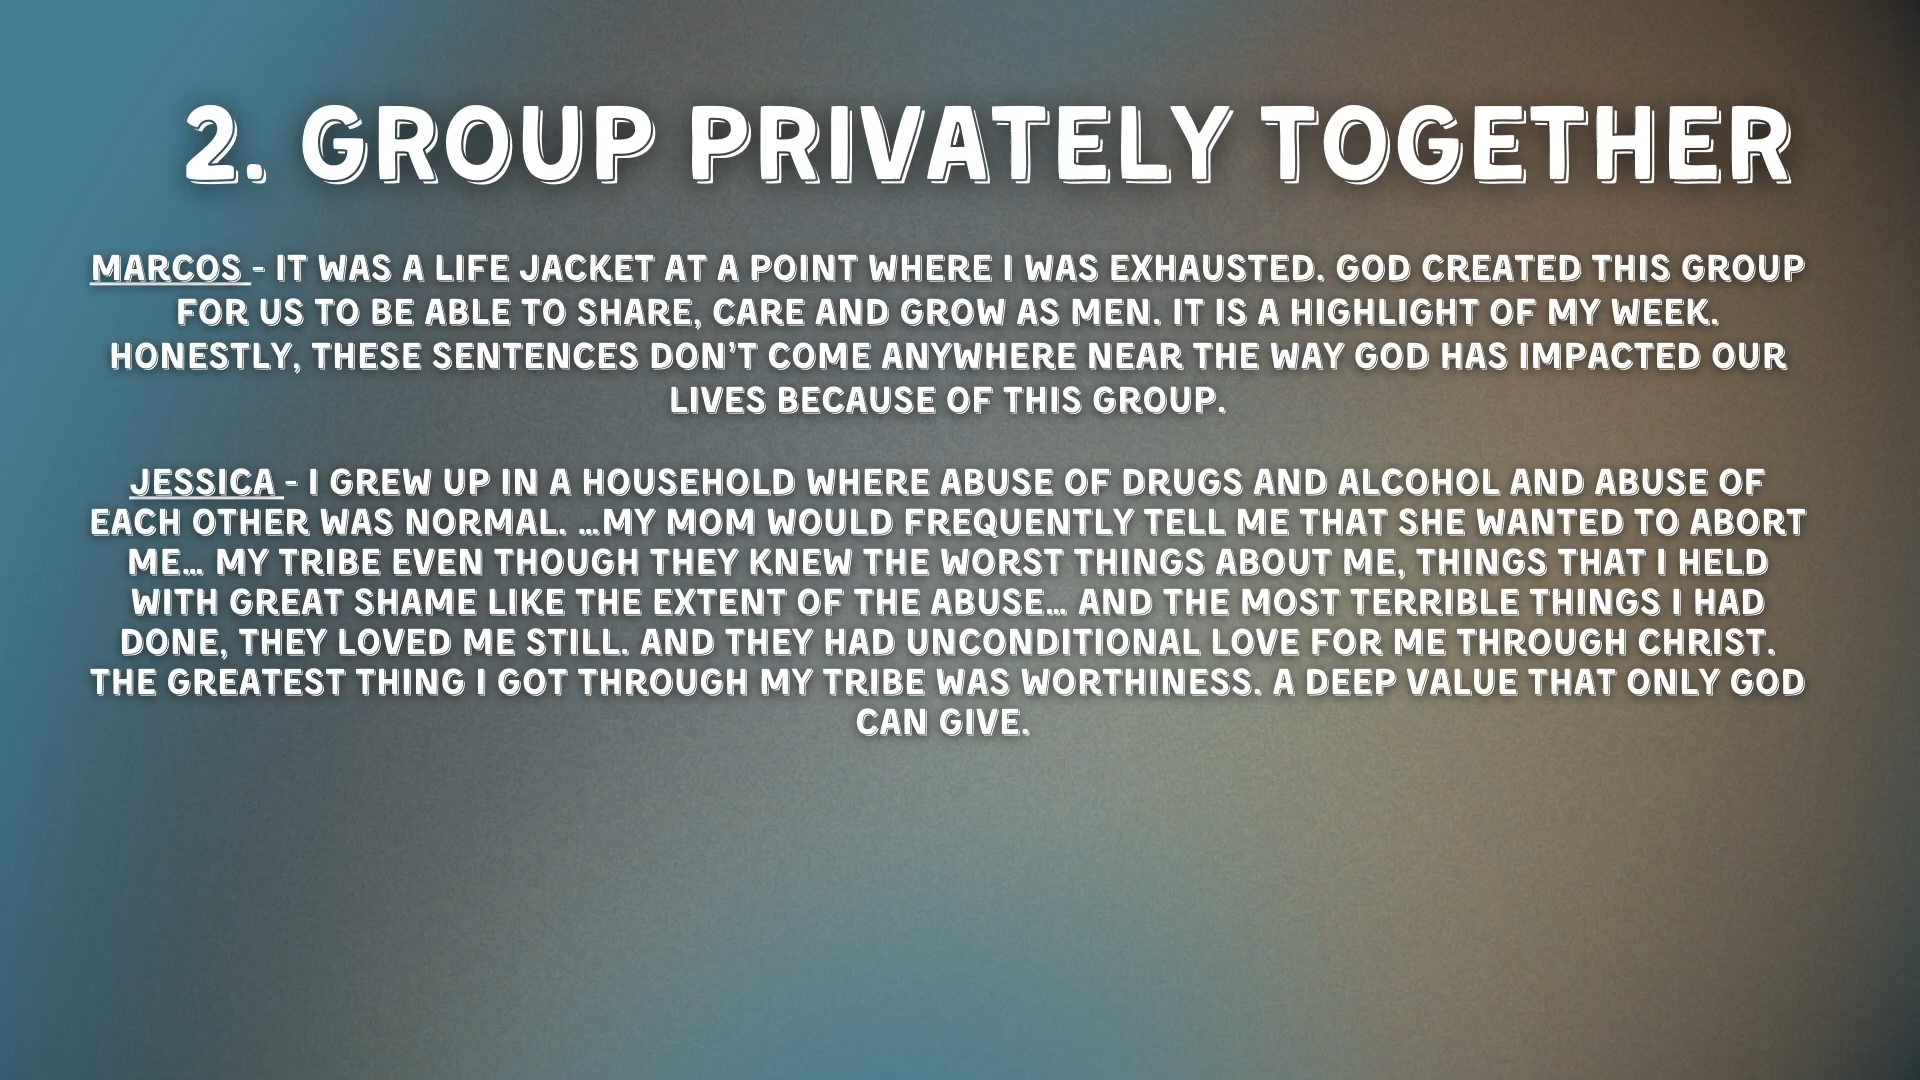 2. GROUP PRIVATELY TOGETHER
MARCOS - IT WAS A LIFE JACKET AT A POINT WHERE I WAS EXHAUSTED. GOD CREATED THIS GROUP
FOR US TO BE ABLE TO SHARE, CARE AND GROW AS MEN. IT IS A HIGHLIGHT OF MY WEEK.
HONESTLY, THESE SENTENCES DON'T COME ANYWHERE NEAR THE WAY GOD HAS IMPACTED OUR
LIVES BECAUSE OF THIS GROUP.
JESSICA - I GREW UP IN A HOUSEHOLD WHERE ABUSE OF DRUGS AND ALCOHOL AND ABUSE OF
EACH OTHER WAS NORMAL. ...MY MOM WOULD FREQUENTLY TELL ME THAT SHE WANTED TO ABORT
ME... MY TRIBE EVEN THOUGH THEY KNEW THE WORST THINGS ABOUT ME, THINGS THAT I HELD
WITH GREAT SHAME LIKE THE EXTENT OF THE ABUSE... AND THE MOST TERRIBLE THINGS I HAD
DONE, THEY LOVED ME STILL. AND THEY HAD UNCONDITIONAL LOVE FOR ME THROUGH CHRIST.
THE GREATEST THING I GOT THROUGH MY TRIBE WAS WORTHINESS. A DEEP VALUE THAT ONLY GOD
CAN GIVE.